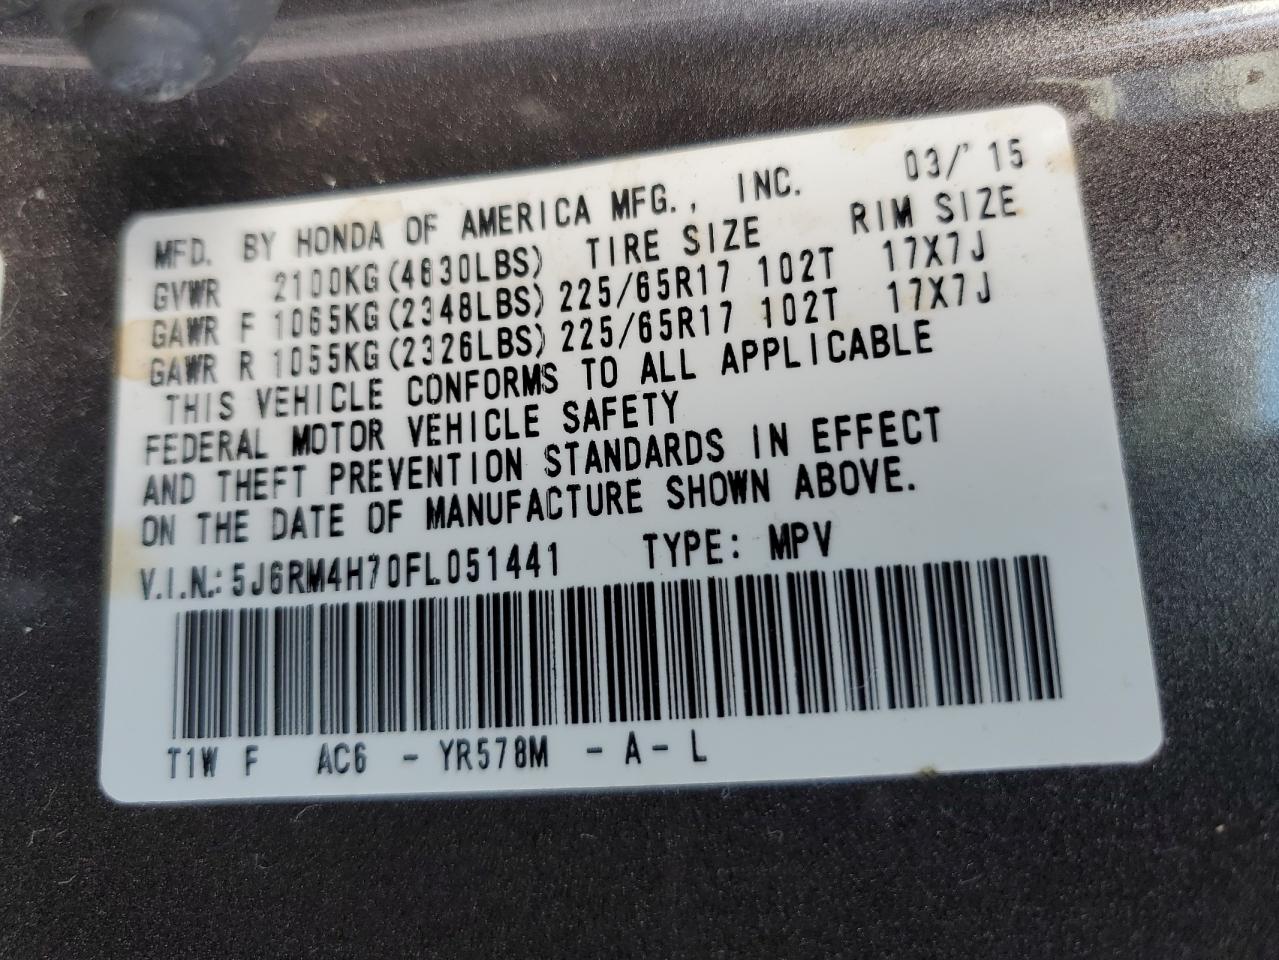 MFD. BY HONDA OF AMERICA MFG., INC. 03/'15
GVWR 2100KG(4630LBS) TIRE SIZE RIM SIZE
GAWR F 1065KG(2348LBS) 225/65R17 102T 17X7J
GAWR R 1055KG(2326LBS) 225/65R17 102T 17X7J
THIS VEHICLE CONFORMS TO ALL APPLICABLE
FEDERAL MOTOR VEHICLE SAFETY
AND THEFT PREVENTION STANDARDS IN EFFECT
ON THE DATE OF MANUFACTURE SHOWN ABOVE.
V.I.N.: 5J6RM4H70FL051441 TYPE: MPV
T1W F AC6 - YR578M - A - L